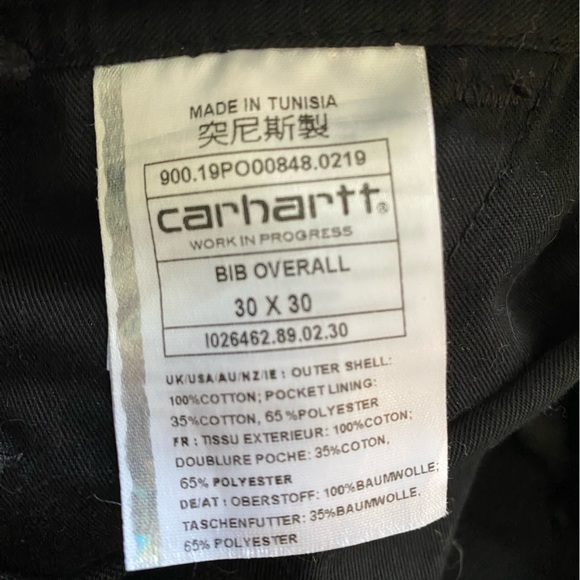 MADE IN TUNISIA
突尼斯製
900.19PO00848.0219
carhartt®
WORK IN PROGRESS
BIB OVERALL
30 X 30
I026462.89.02.30
UK/USA/AU/NZ/IE : OUTER SHELL:
100%COTTON; POCKET LINING:
35%COTTON, 65 %POLYESTER
FR : TISSU EXTERIEUR: 100%COTON;
DOUBLURE POCHE: 35%COTON,
65% POLYESTER
DE/AT : OBERSTOFF: 100%BAUMWOLLE;
TASCHENFUTTER: 35%BAUMWOLLE,
65% POLYESTER